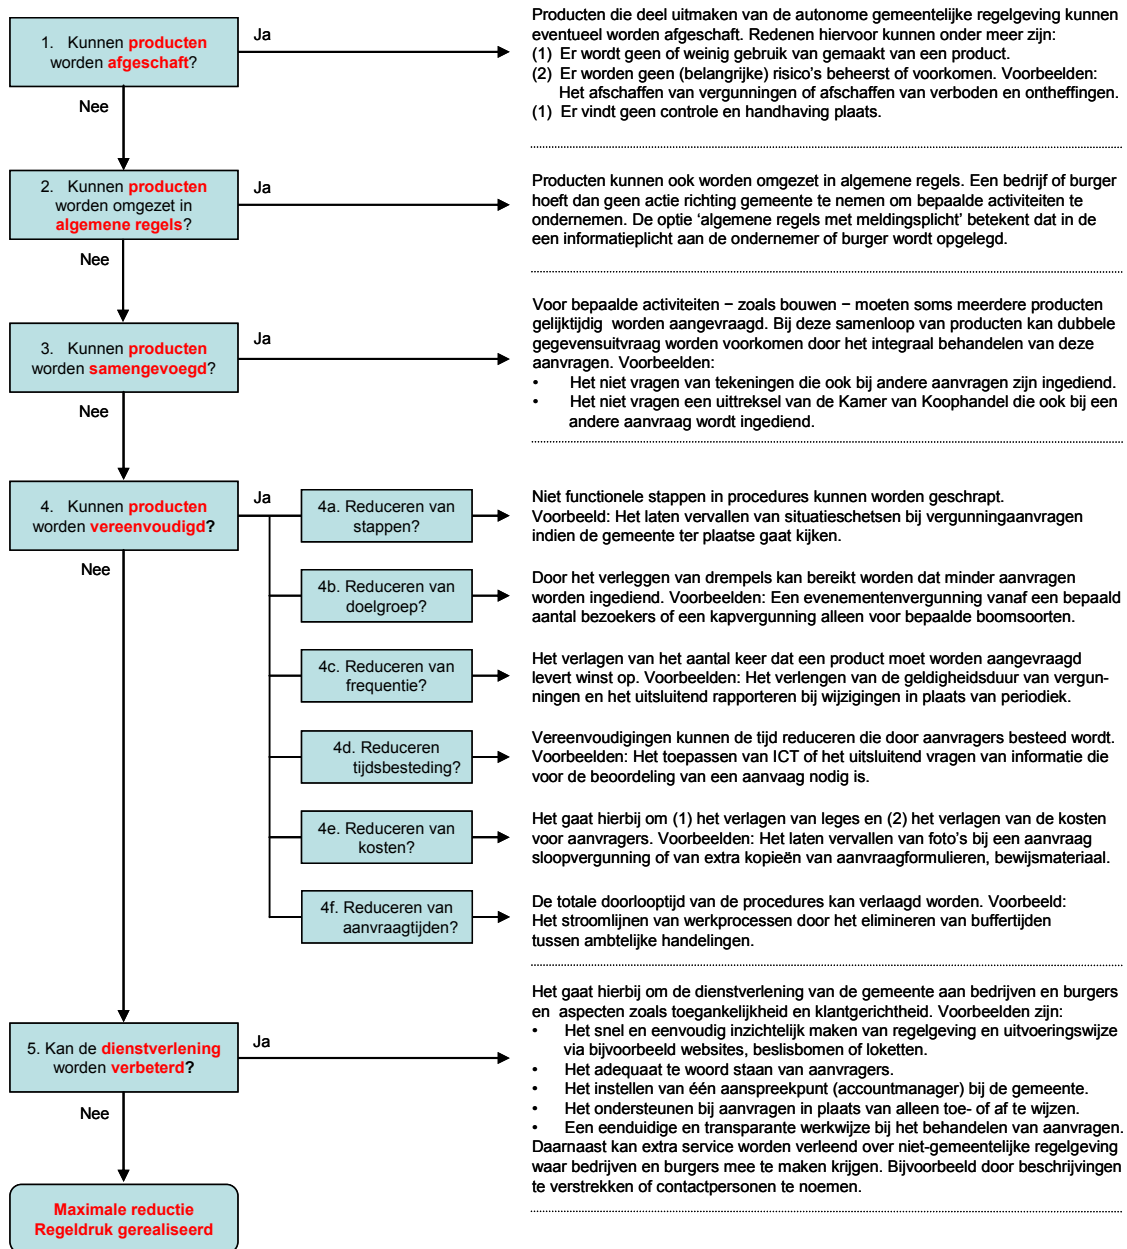 1. Kunnen producten
worden afgeschaft?
Ja
Nee
Producten die deel uitmaken van de autonome gemeentelijke regelgeving kunnen
eventueel worden afgeschaft. Redenen hiervoor kunnen onder meer zijn:
(1) Er wordt geen of weinig gebruik van gemaakt van een product.
(2) Er worden geen (belangrijke) risico's beheerst of voorkomen. Voorbeelden:
Het afschaffen van vergunningen of afschaffen van verboden en ontheffingen.
(1) Er vindt geen controle en handhaving plaats.
2. Kunnen producten
worden omgezet in
algemene regels?
Ja
Nee
Producten kunnen ook worden omgezet in algemene regels. Een bedrijf of burger
hoeft dan geen actie richting gemeente te nemen om bepaalde activiteiten te
ondernemen. De optie 'algemene regels met meldingsplicht' betekent dat in de
een informatieplicht aan de ondernemer of burger wordt opgelegd.
3. Kunnen producten
worden samengevoegd?
Ja
Nee
Voor bepaalde activiteiten − zoals bouwen − moeten soms meerdere producten
gelijktijdig worden aangevraagd. Bij deze samenloop van producten kan dubbele
gegevensuitvraag worden voorkomen door het integraal behandelen van deze
aanvragen. Voorbeelden:
• Het niet vragen van tekeningen die ook bij andere aanvragen zijn ingediend.
• Het niet vragen een uittreksel van de Kamer van Koophandel die ook bij een
andere aanvraag wordt ingediend.
4. Kunnen producten
worden vereenvoudigd?
Ja
Nee
4a. Reduceren van
stappen?
Niet functionele stappen in procedures kunnen worden geschrapt.
Voorbeeld: Het laten vervallen van situatieschetsen bij vergunningaanvragen
indien de gemeente ter plaatse gaat kijken.
4b. Reduceren van
doelgroep?
Door het verleggen van drempels kan bereikt worden dat minder aanvragen
worden ingediend. Voorbeelden: Een evenementenvergunning vanaf een bepaald
aantal bezoekers of een kapvergunning alleen voor bepaalde boomsoorten.
4c. Reduceren van
frequentie?
Het verlagen van het aantal keer dat een product moet worden aangevraagd
levert winst op. Voorbeelden: Het verlengen van de geldigheidsduur van vergun-
ningen en het uitsluitend rapporteren bij wijzigingen in plaats van periodiek.
4d. Reduceren
tijdsbesteding?
Vereenvoudigingen kunnen de tijd reduceren die door aanvragers besteed wordt.
Voorbeelden: Het toepassen van ICT of het uitsluitend vragen van informatie die
voor de beoordeling van een aanvaag nodig is.
4e. Reduceren van
kosten?
Het gaat hierbij om (1) het verlagen van leges en (2) het verlagen van de kosten
voor aanvragers. Voorbeelden: Het laten vervallen van foto's bij een aanvraag
sloopvergunning of van extra kopieën van aanvraagformulieren, bewijsmateriaal.
4f. Reduceren van
aanvraagtijden?
De totale doorlooptijd van de procedures kan verlaagd worden. Voorbeeld:
Het stroomlijnen van werkprocessen door het elimineren van buffertijden
tussen ambtelijke handelingen.
5. Kan de dienstverlening
worden verbeterd?
Ja
Nee
Het gaat hierbij om de dienstverlening van de gemeente aan bedrijven en burgers
en aspecten zoals toegankelijkheid en klantgerichtheid. Voorbeelden zijn:
• Het snel en eenvoudig inzichtelijk maken van regelgeving en uitvoeringswijze
via bijvoorbeeld websites, beslisbomen of loketten.
• Het adequaat te woord staan van aanvragers.
• Het instellen van één aanspreekpunt (accountmanager) bij de gemeente.
• Het ondersteunen bij aanvragen in plaats van alleen toe- of af te wijzen.
• Een eenduidige en transparante werkwijze bij het behandelen van aanvragen.
Daarnaast kan extra service worden verleend over niet-gemeentelijke regelgeving
waar bedrijven en burgers mee te maken krijgen. Bijvoorbeeld door beschrijvingen
te verstrekken of contactpersonen te noemen.
Maximale reductie
Regeldruk gerealiseerd